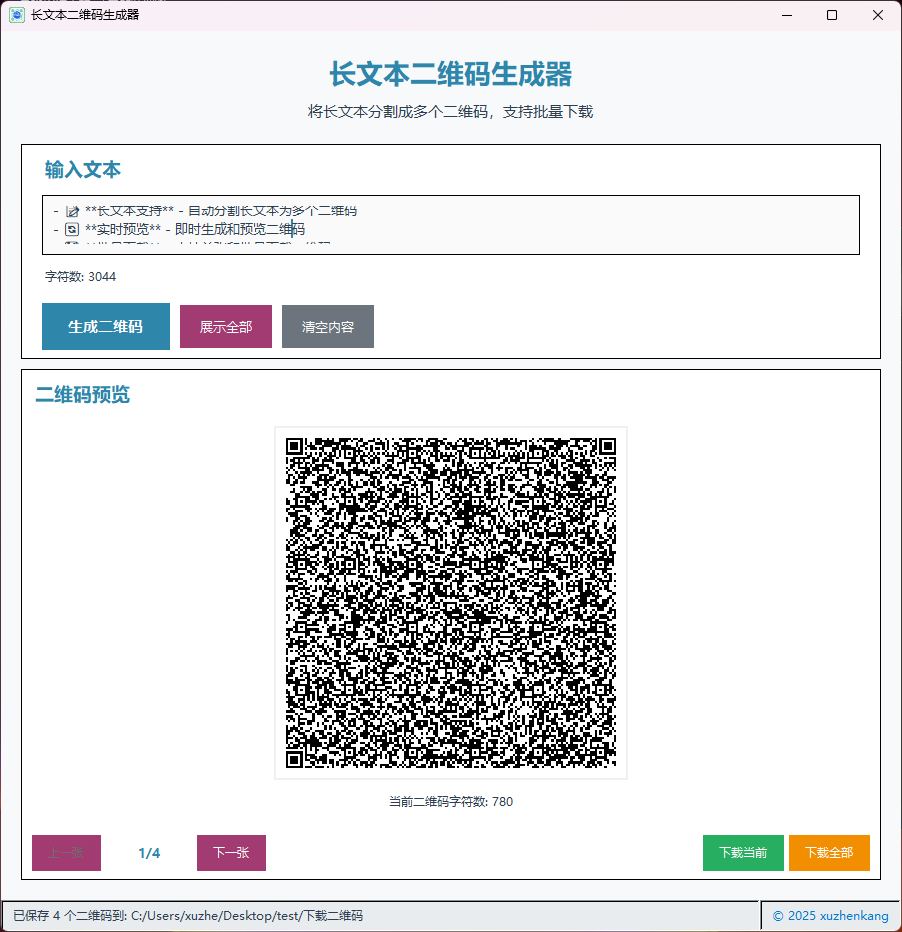 长文本二维码生成器
长文本二维码生成器
将长文本分割成多个二维码，支持批量下载
输入文本
- 📝 **长文本支持** - 自动分割长文本为多个二维码
- 🔄 **实时预览** - 即时生成和预览二维码
字符数: 3044
生成二维码
展示全部
清空内容
二维码预览
当前二维码字符数: 780
上一张
1/4
下一张
下载当前
下载全部
已保存 4 个二维码到: C:/Users/xuzhe/Desktop/test/下载二维码
© 2025 xuzhenkang